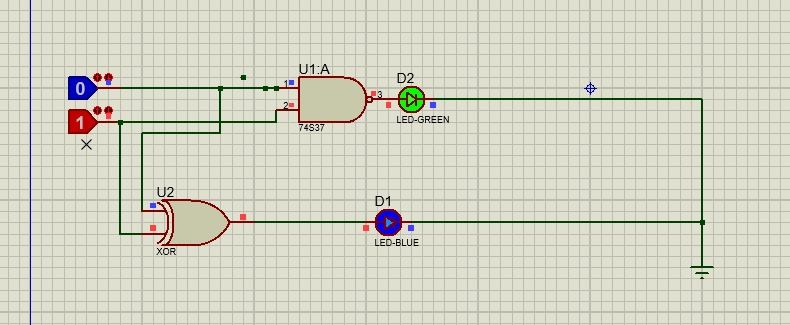 U1:A
D2
0
1
3
1
2
74S37
LED-GREEN
U2
D1
XOR
LED-BLUE